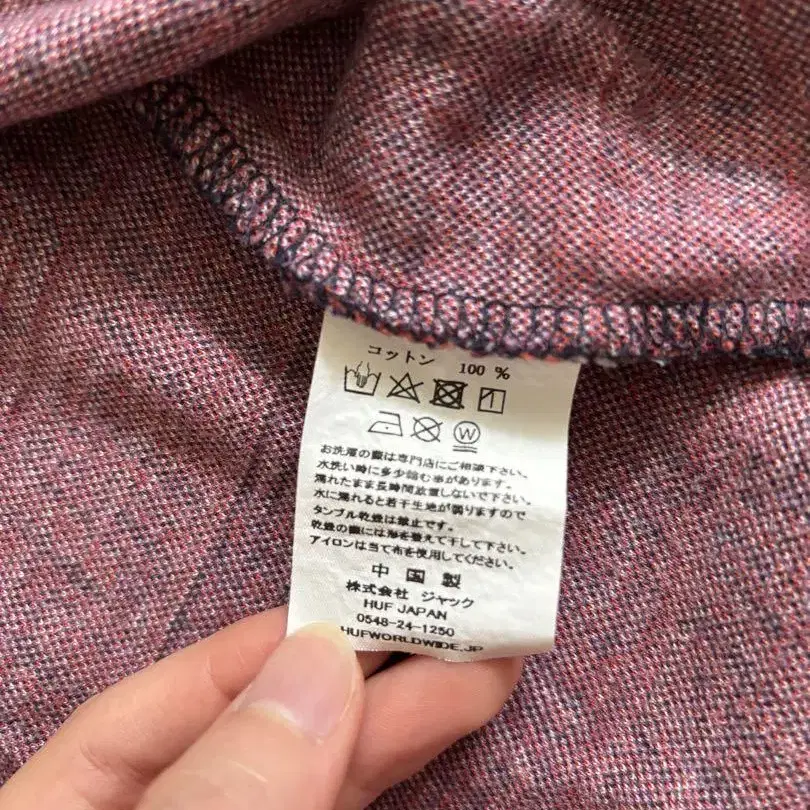 コットン 100 %
W
お洗濯の際は専門店にご相談下さい。
水洗い時に多少縮む事があります。
濡れたまま長時間放置しないで下さい。
水に濡れると若干生地が弱りますので
タンブル乾燥は禁止です。
乾燥の際には形を整えて干して下さい。
アイロンは当て布を使用してください。
中国製
株式会社 ジャック
HUF JAPAN
0548-24-1250
HUFWORLDWIDE.JP